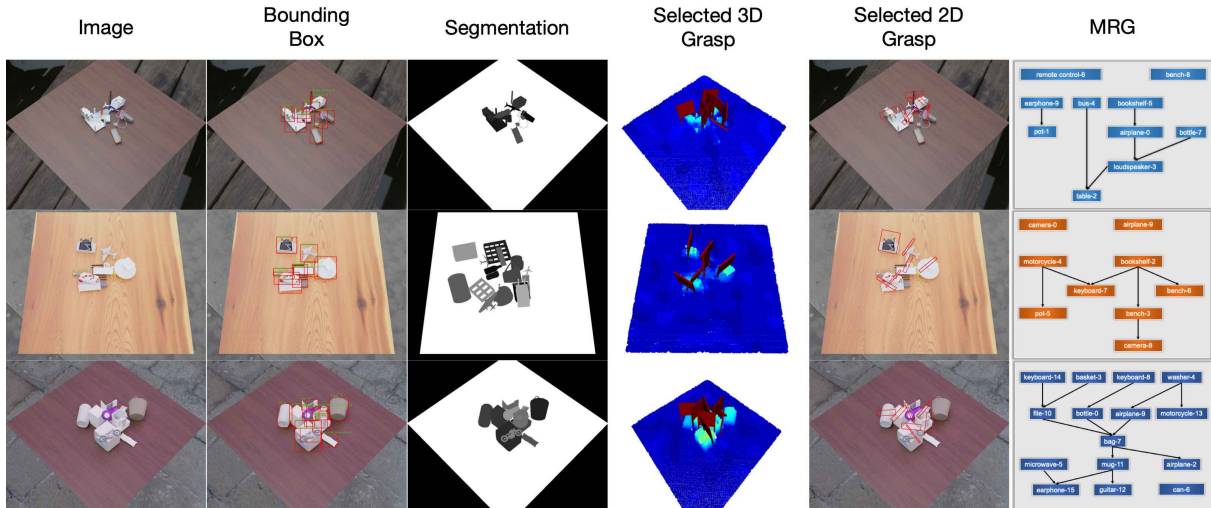 Image
Bounding
Box
Segmentation
Selected 3D
Grasp
Selected 2D
Grasp
MRG
remote control-6
bench-8
earphone-9
bus-4
bookshelf-5
pot-1
airplane-0
bottle-7
loudspeaker-3
table-2
camera-0
airplane-9
motorcycle-4
bookshelf-2
keyboard-7
bench-6
pot-5
bench-3
camera-8
keyboard-14
basket-3
keyboard-8
washer-4
file-10
bottle-0
airplane-9
motorcycle-13
bag-7
microwave-5
mug-11
airplane-2
earphone-15
guitar-12
can-6